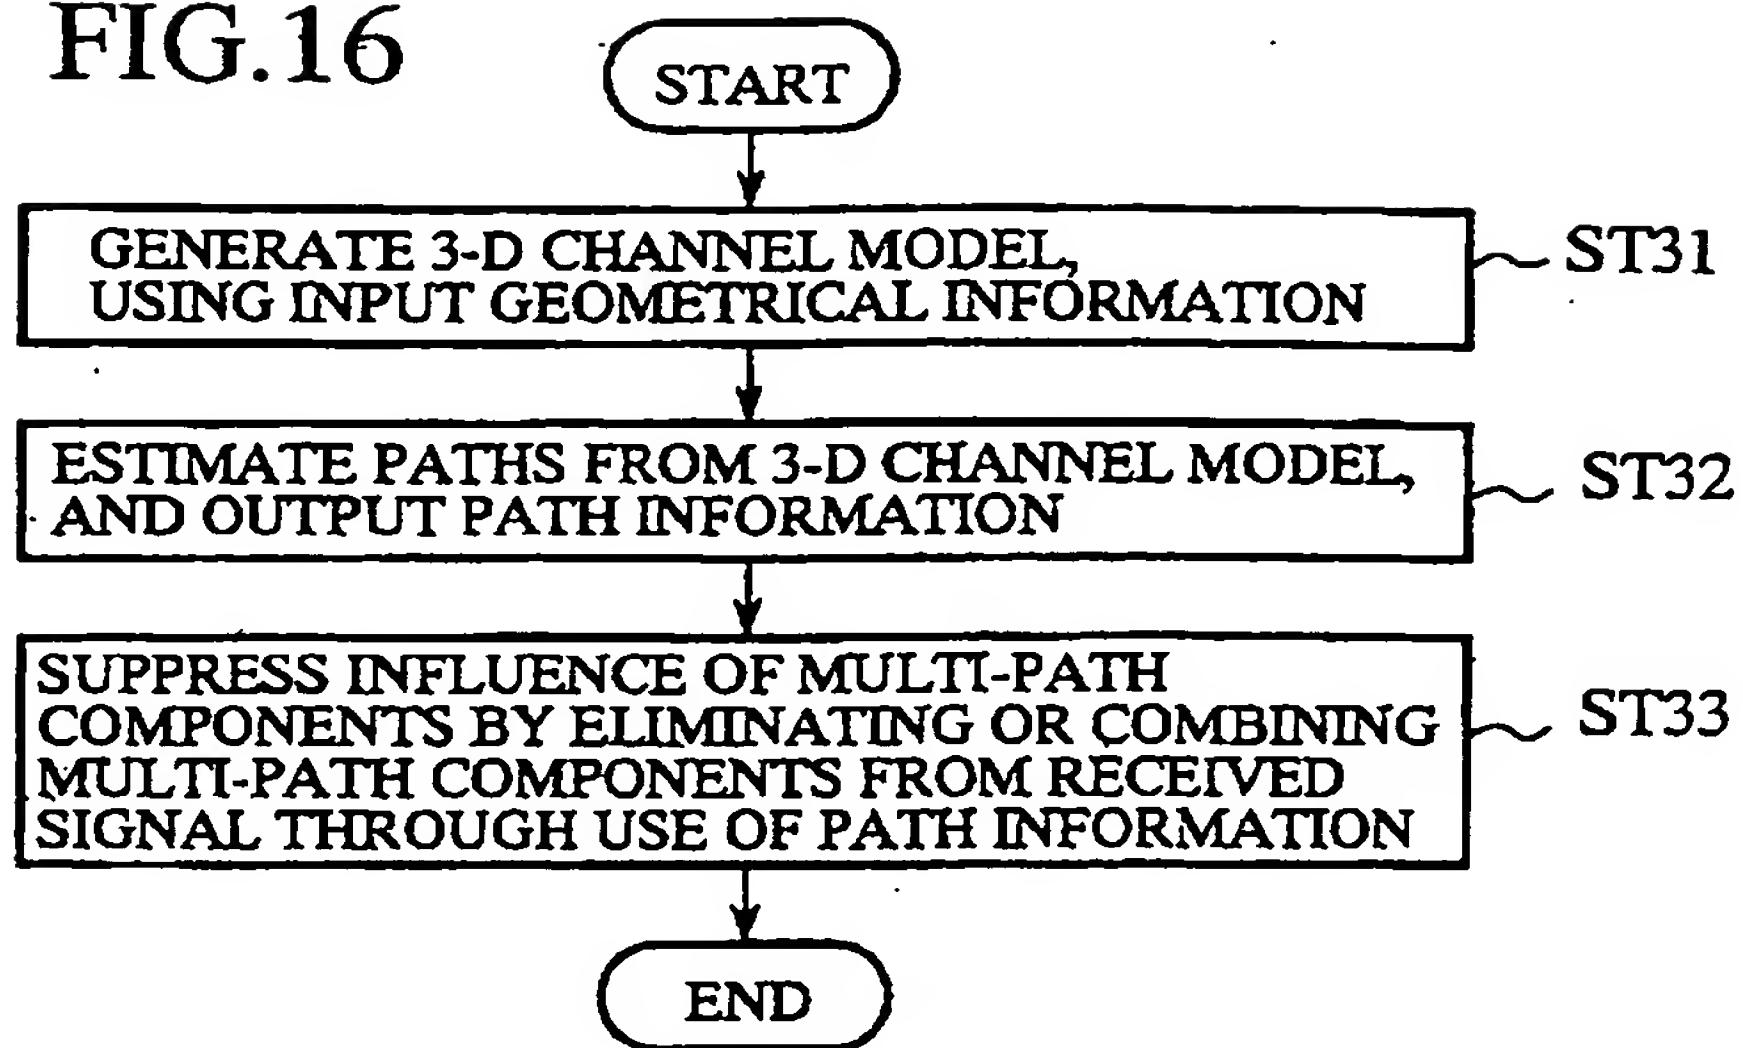 FIG.16
START
GENERATE 3-D CHANNEL MODEL,
USING INPUT GEOMETRICAL INFORMATION
ST31
ESTIMATE PATHS FROM 3-D CHANNEL MODEL,
AND OUTPUT PATH INFORMATION
ST32
SUPPRESS INFLUENCE OF MULTI-PATH
COMPONENTS BY ELIMINATING OR COMBINING
MULTI-PATH COMPONENTS FROM RECEIVED
SIGNAL THROUGH USE OF PATH INFORMATION
ST33
END